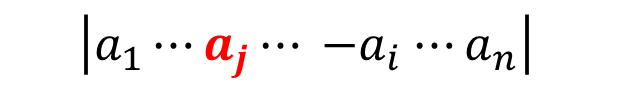 |a₁ ⋯ aⱼ ⋯ −aᵢ ⋯ aₙ|